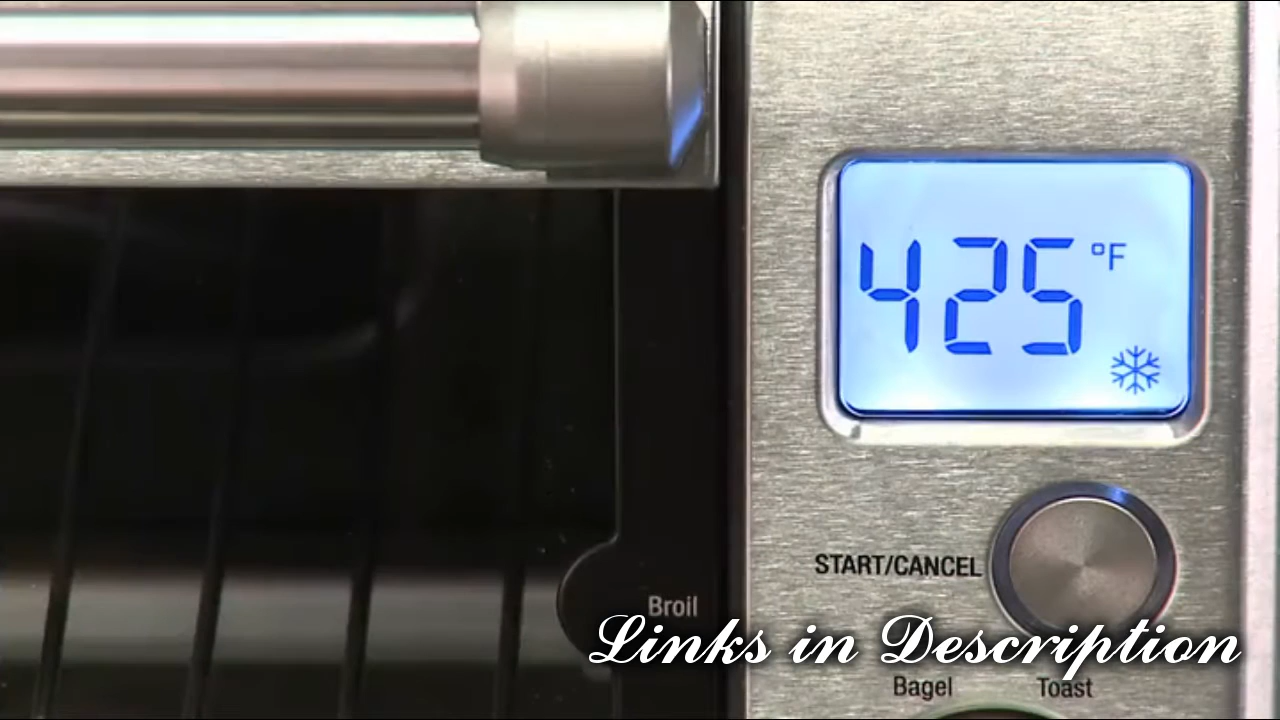 425 °F
START/CANCEL
Broil
Links in Description
Bagel Toast